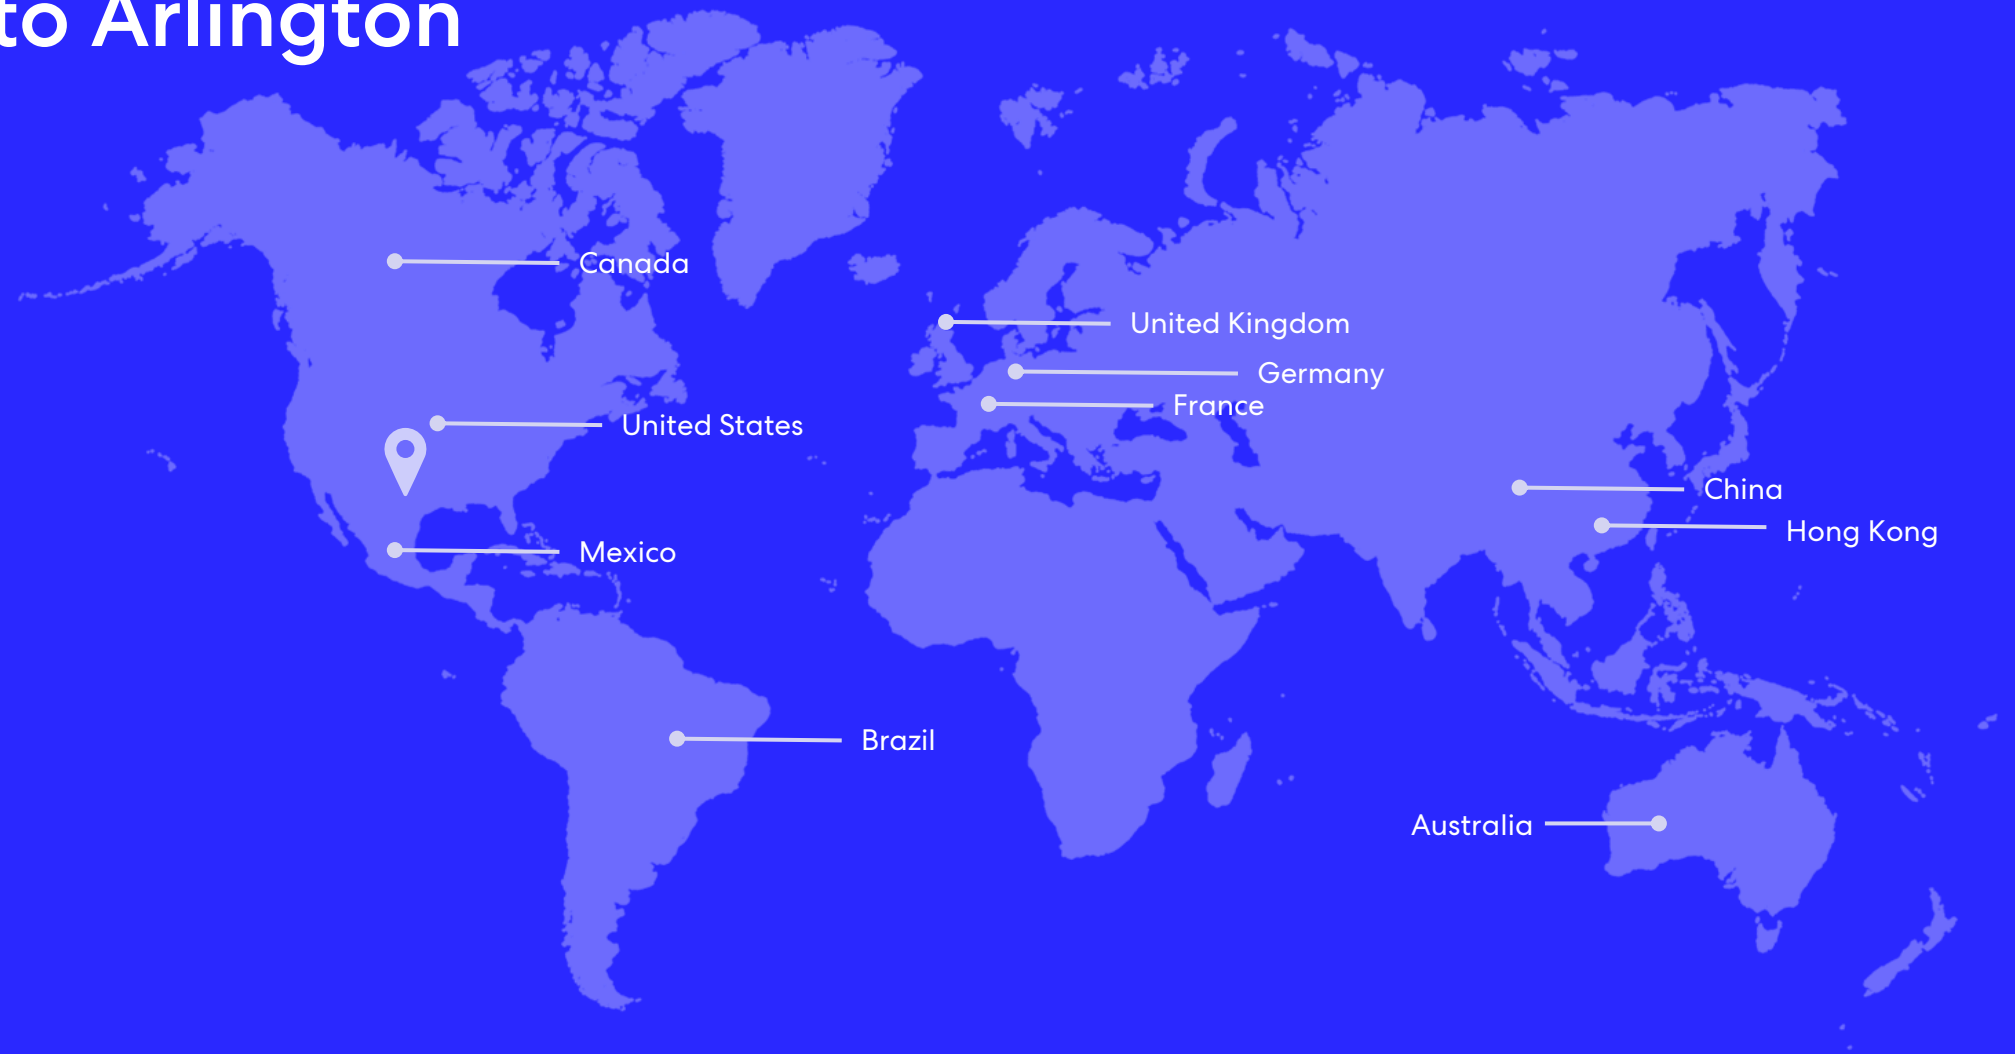 to Arlington
Canada
United Kingdom
Germany
France
United States
China
Hong Kong
Mexico
Brazil
Australia